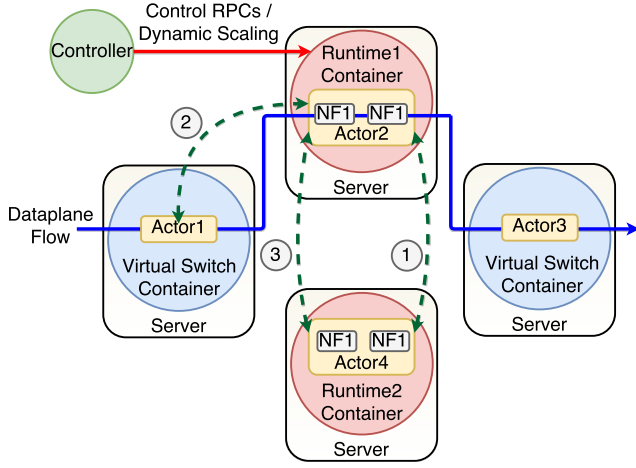 Control RPCs /
Dynamic Scaling
Controller
Runtime1
Container
NF1 NF1
Actor2
Server
2
Dataplane
Flow
Actor1
Virtual Switch
Container
Server
3
1
Actor3
Virtual Switch
Container
Server
NF1 NF1
Actor4
Runtime2
Container
Server